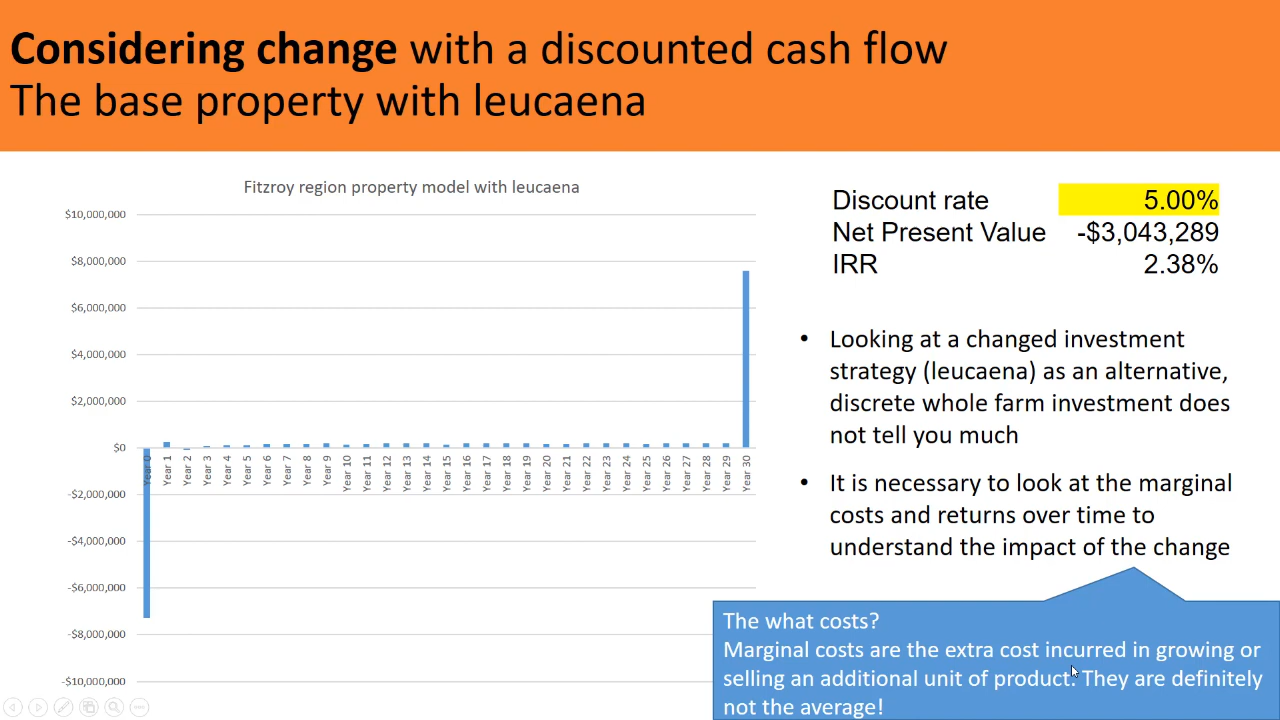 Considering change with a discounted cash flow
The base property with leucaena
Fitzroy region property model with leucaena
$10,000,000
$8,000,000
$6,000,000
$4,000,000
$2,000,000
$0
-$2,000,000
-$4,000,000
-$6,000,000
-$8,000,000
-$10,000,000
Year 0
Year 1
Year 2
Year 3
Year 4
Year 5
Year 6
Year 7
Year 8
Year 9
Year 10
Year 11
Year 12
Year 13
Year 14
Year 15
Year 16
Year 17
Year 18
Year 19
Year 20
Year 21
Year 22
Year 23
Year 24
Year 25
Year 26
Year 27
Year 28
Year 29
Year 30
Discount rate 5.00%
Net Present Value -$3,043,289
IRR 2.38%
• Looking at a changed investment
strategy (leucaena) as an alternative,
discrete whole farm investment does
not tell you much
• It is necessary to look at the marginal
costs and returns over time to
understand the impact of the change
The what costs?
Marginal costs are the extra cost incurred in growing or
selling an additional unit of product. They are definitely
not the average!